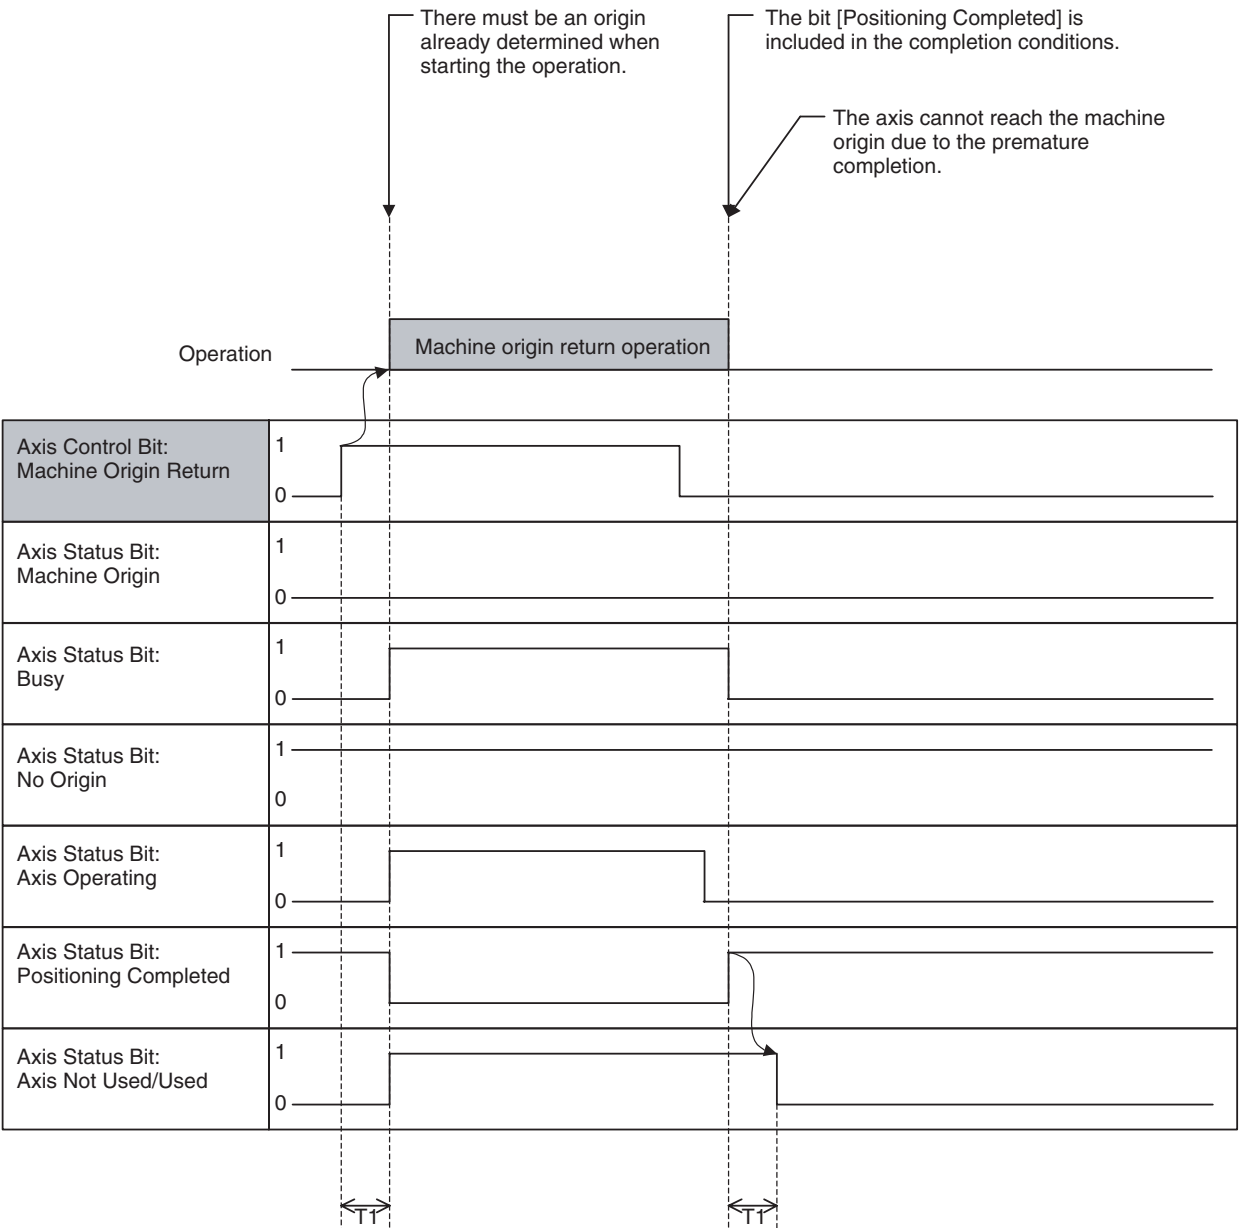 There must be an origin
already determined when
starting the operation.
The bit [Positioning Completed] is
included in the completion conditions.
The axis cannot reach the machine
origin due to the premature
completion.
Operation
Machine origin return operation
Axis Control Bit:
Machine Origin Return
1
0
Axis Status Bit:
Machine Origin
1
0
Axis Status Bit:
Busy
1
0
Axis Status Bit:
No Origin
1
0
Axis Status Bit:
Axis Operating
1
0
Axis Status Bit:
Positioning Completed
1
0
Axis Status Bit:
Axis Not Used/Used
1
0
T1
T1